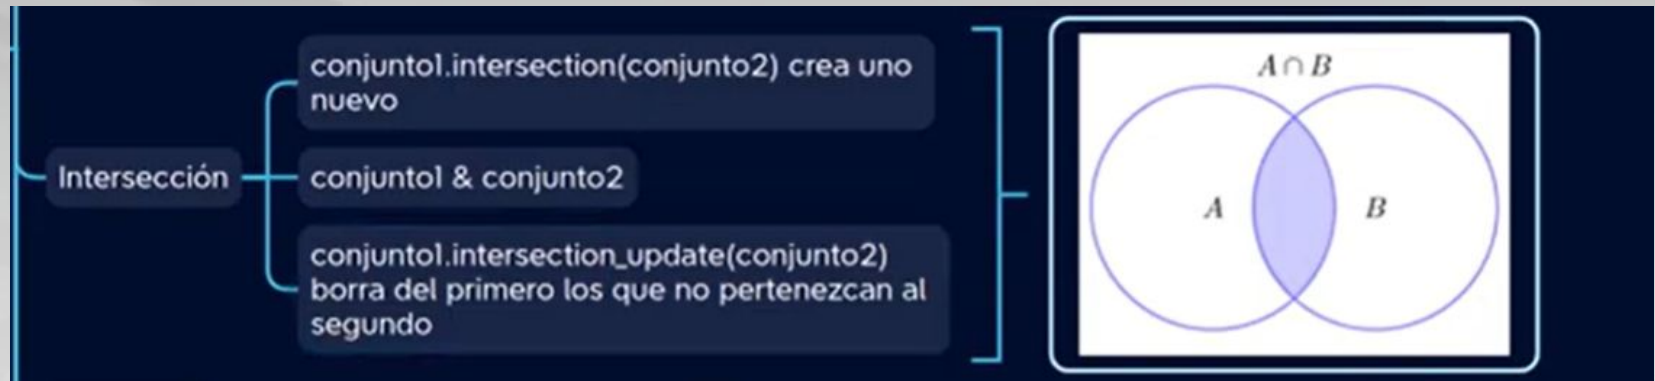 conjunto1.intersection(conjunto2) crea uno
nuevo
Intersección
conjunto1 & conjunto2
conjunto1.intersection_update(conjunto2)
borra del primero los que no pertenezcan al
segundo
A ∩ B
A
B